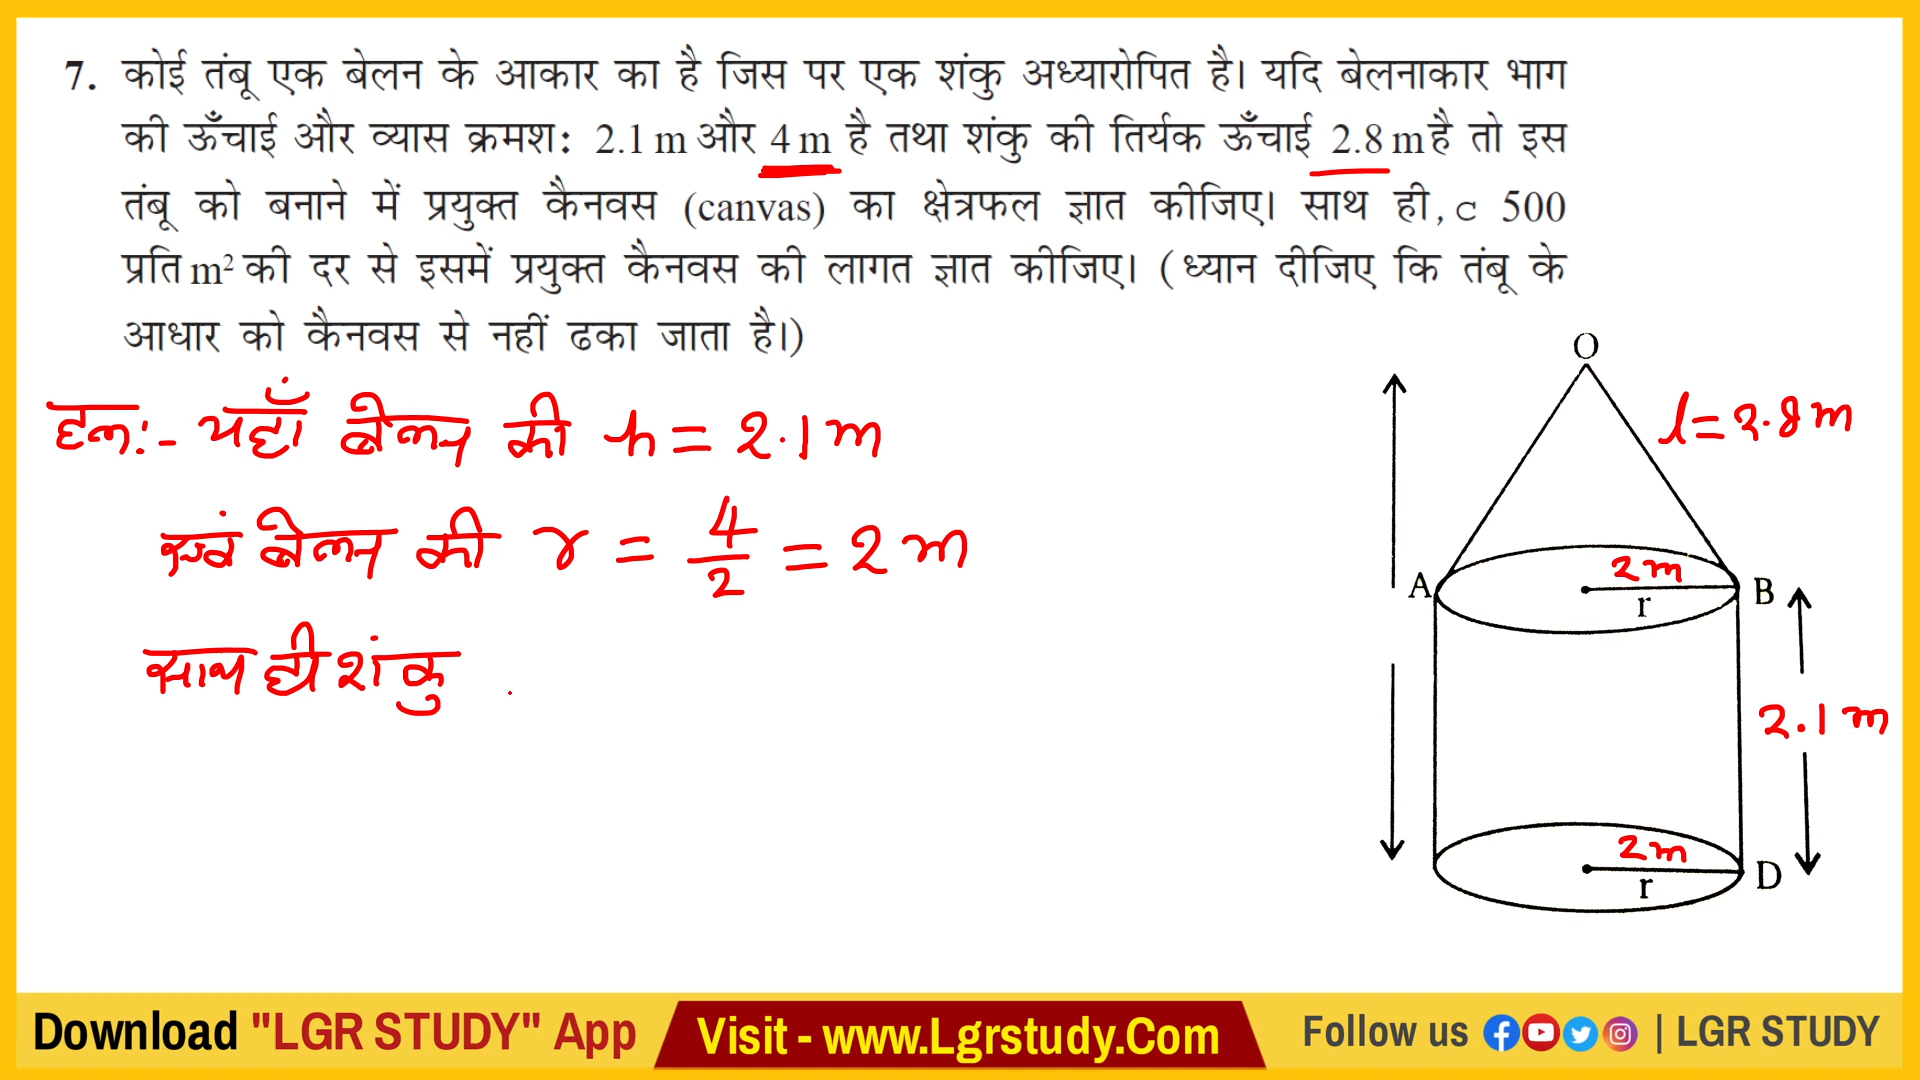 7. कोई तंबू एक बेलन के आकार का है जिस पर एक शंकु अध्यारोपित है। यदि बेलनाकार भाग
की ऊँचाई और व्यास क्रमश: 2.1 m और 4 m है तथा शंकु की तिर्यक ऊँचाई 2.8 m है तो इस
तंबू को बनाने में प्रयुक्त कैनवस (canvas) का क्षेत्रफल ज्ञात कीजिए। साथ ही, c 500
प्रति m² की दर से इसमें प्रयुक्त कैनवस की लागत ज्ञात कीजिए। (ध्यान दीजिए कि तंबू के
आधार को कैनवस से नहीं ढका जाता है।)
हल:- यहाँ बेलन की h = 2.1 m
एवं बेलन की r = 4/2 = 2 m
साथ ही शंकु
O
l = 2.8 m
2 m
A
r
B
2.1 m
2 m
r
D
Download "LGR STUDY" App
Visit - www.Lgrstudy.Com
Follow us | LGR STUDY